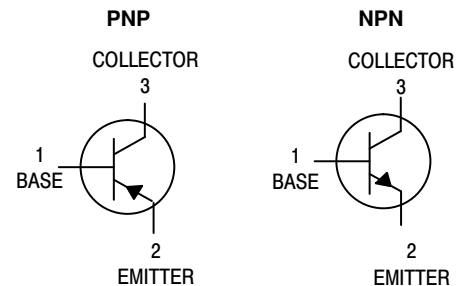 PNP
COLLECTOR
3
1
BASE
2
EMITTER
NPN
COLLECTOR
3
1
BASE
2
EMITTER